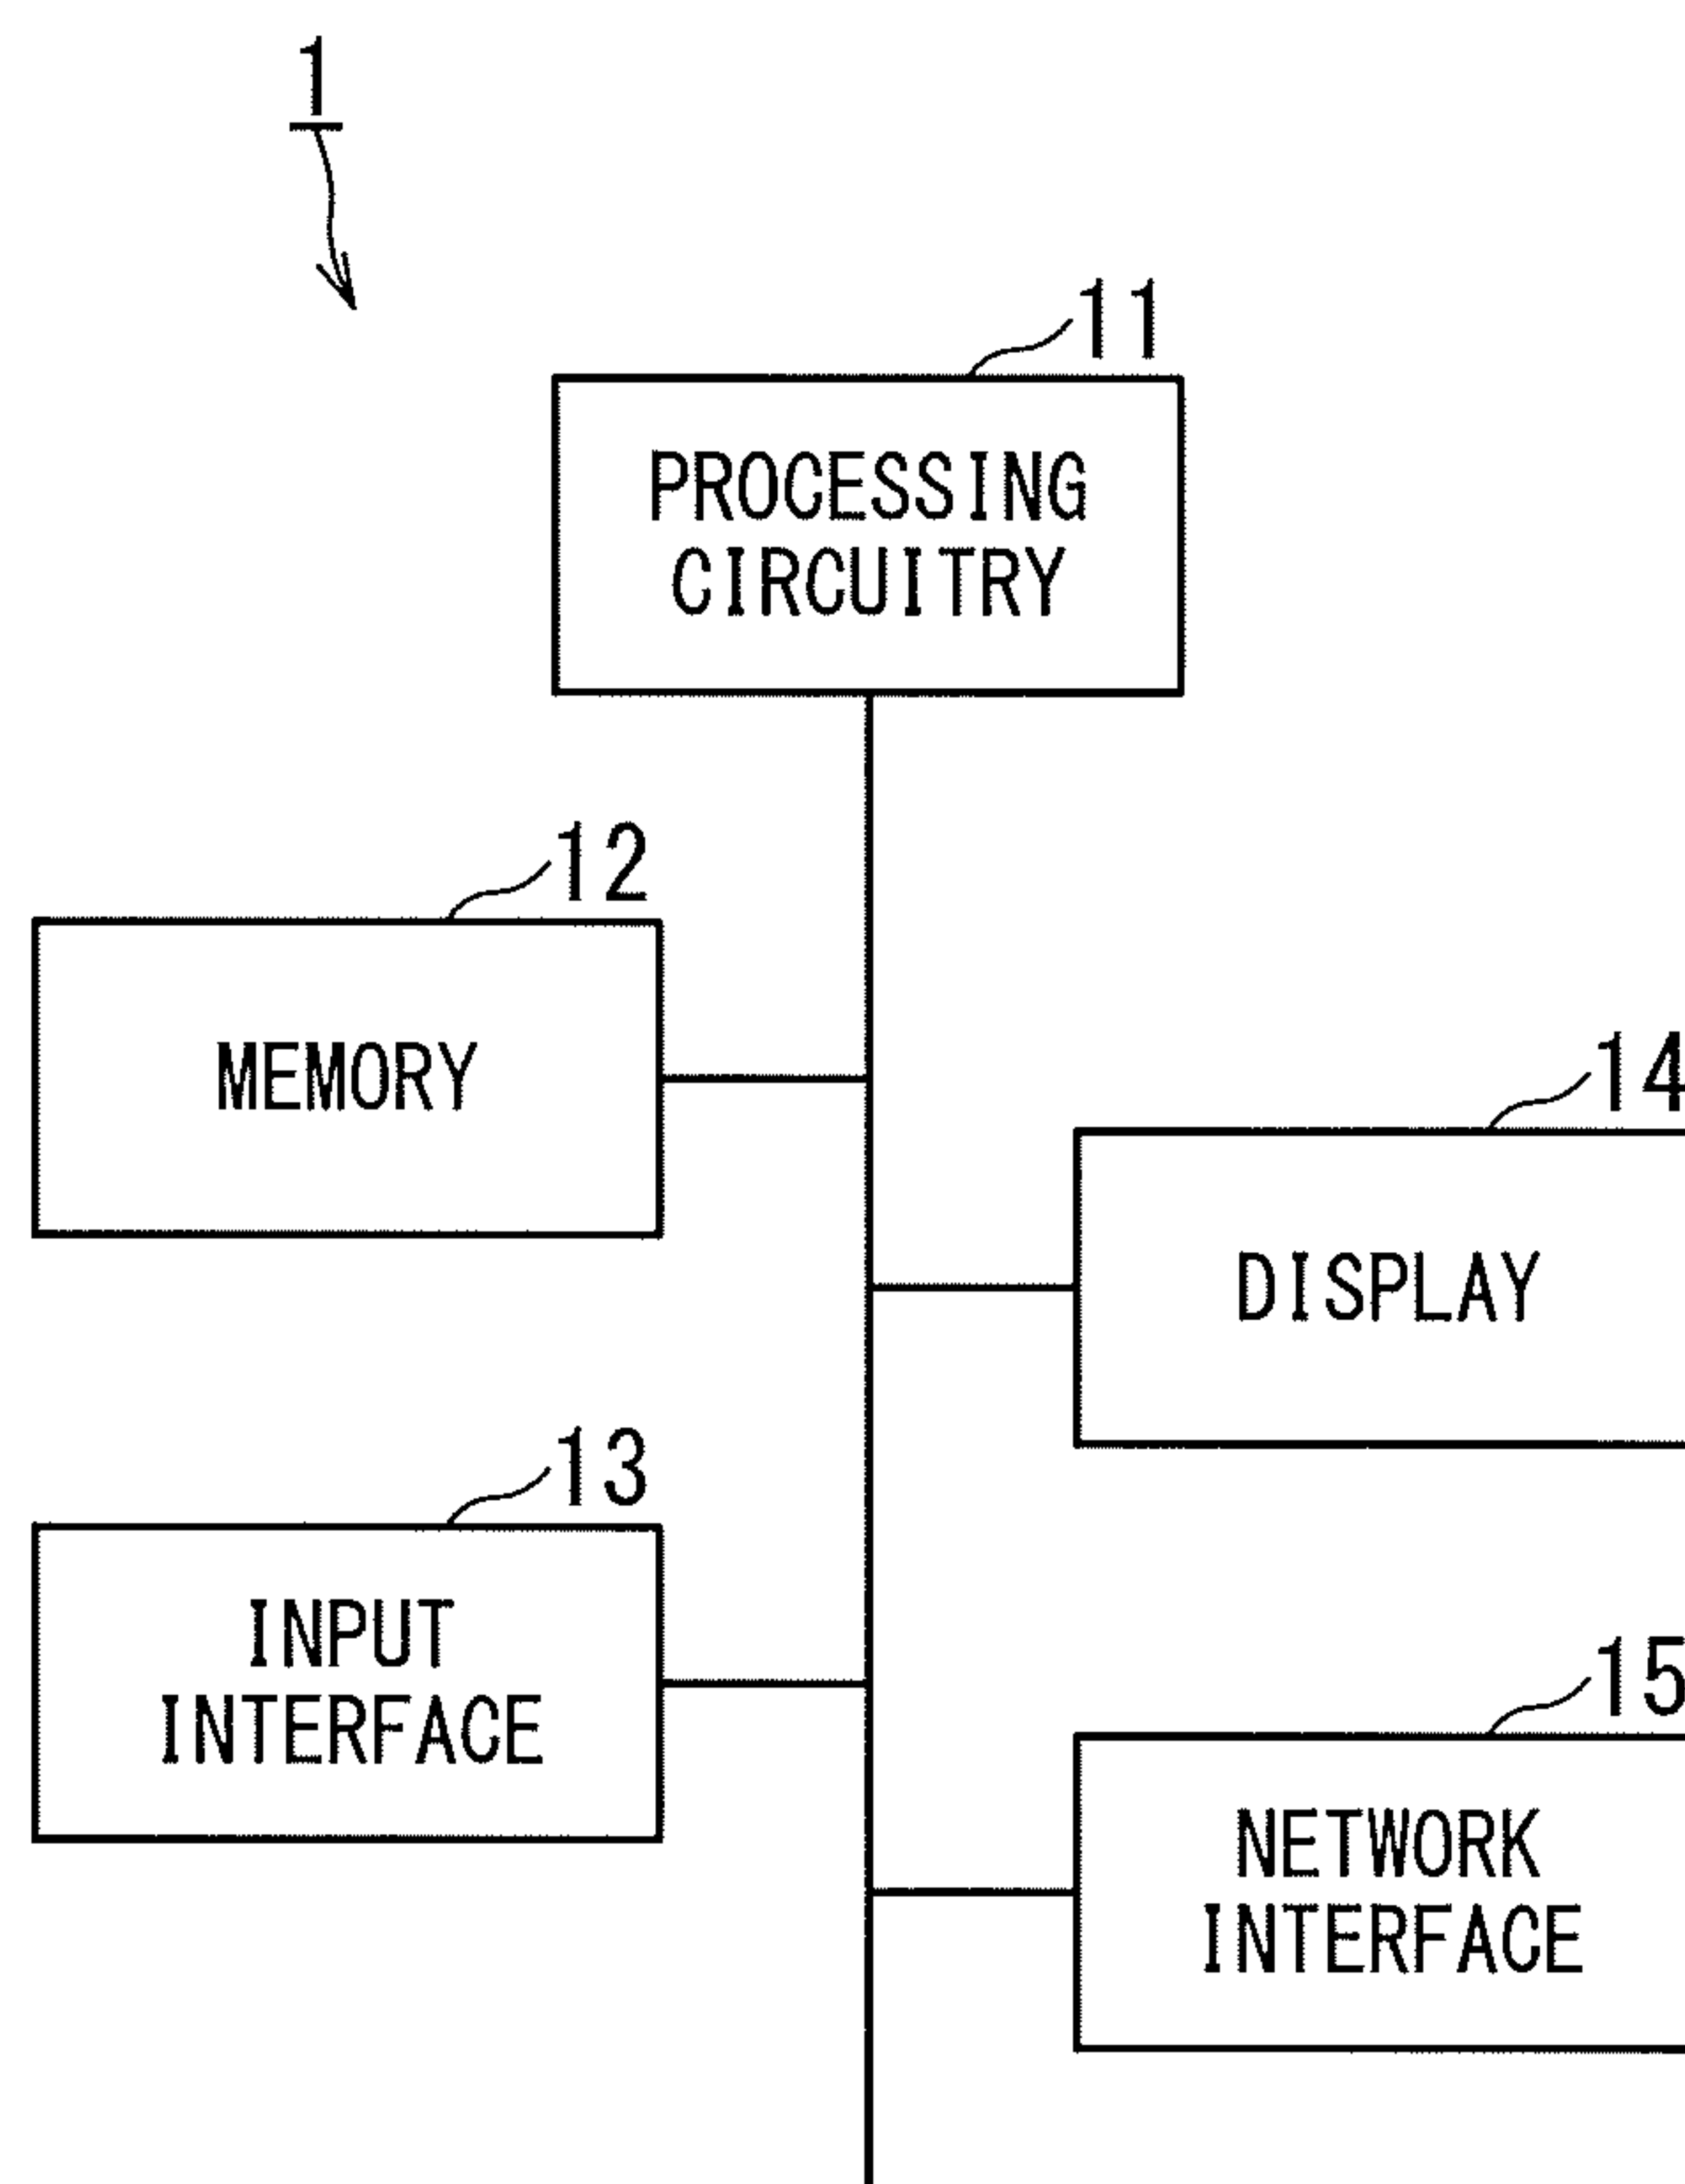 1
11
PROCESSING
CIRCUITRY
12
MEMORY
14
DISPLAY
13
INPUT
INTERFACE
15
NETWORK
INTERFACE